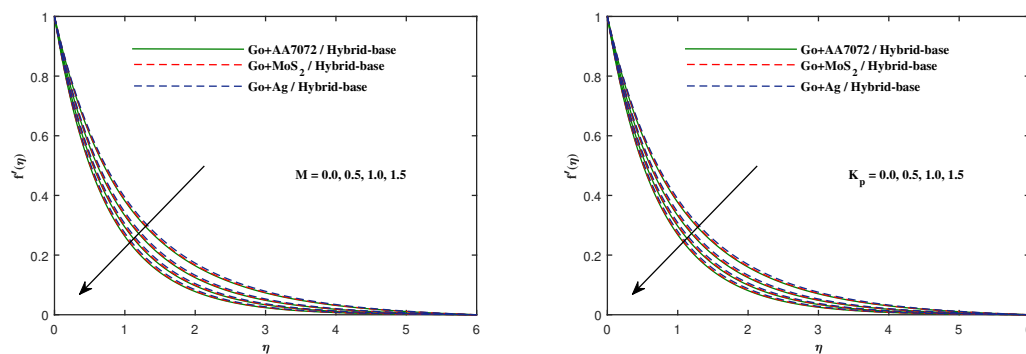 1
0.8
0.6
0.4
0.2
0
f'(η)
Go+AA7072 / Hybrid-base
Go+MoS2 / Hybrid-base
Go+Ag / Hybrid-base
M = 0.0, 0.5, 1.0, 1.5
0 1 2 3 4 5 6
η
1
0.8
0.6
0.4
0.2
0
f'(η)
Go+AA7072 / Hybrid-base
Go+MoS2 / Hybrid-base
Go+Ag / Hybrid-base
Kp = 0.0, 0.5, 1.0, 1.5
0 1 2 3 4 5 6
η